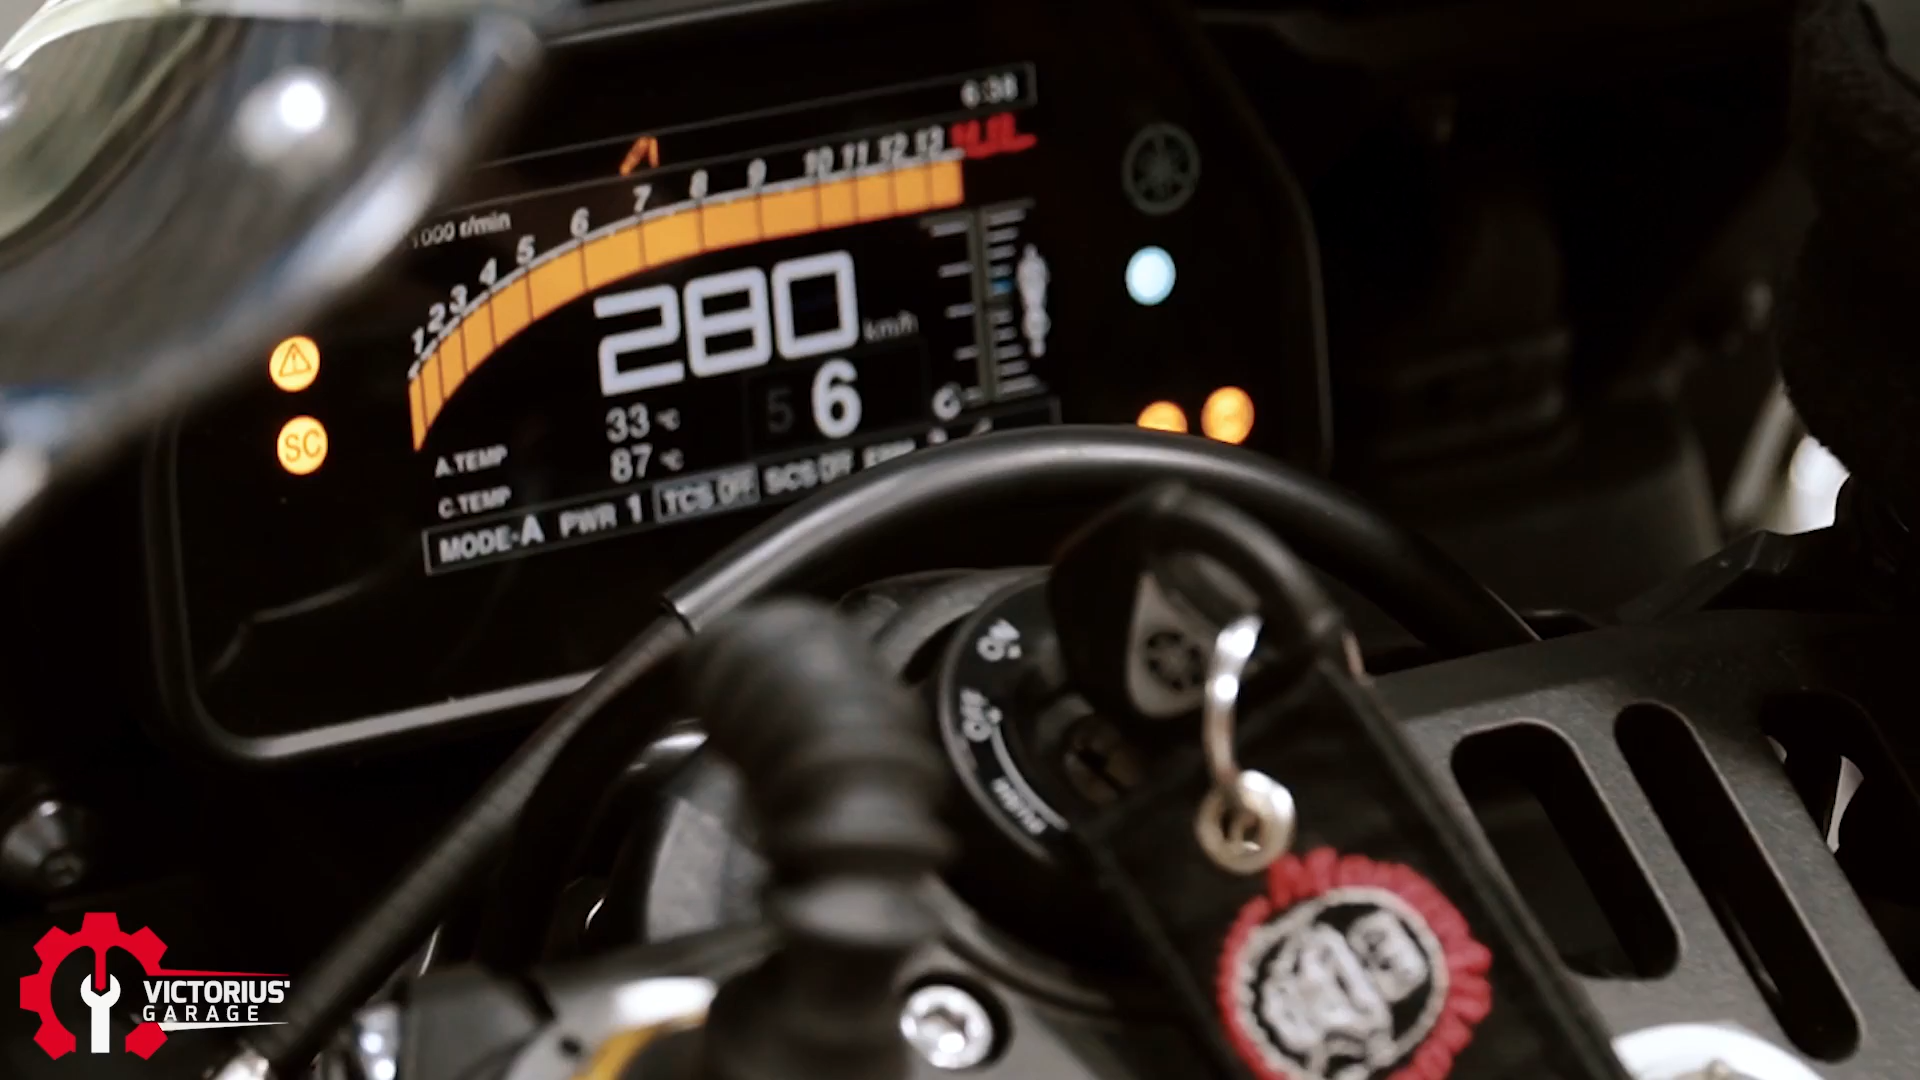 6:38
1000 r/min
1 2 3 4 5 6 7 8 9 10 11 12 13
280 km/h
5 6
A.TEMP 33 °C
C.TEMP 87 °C
MODE-A PWR 1 TCS OFF SCS OFF
SC
ON
VICTORIUS'
GARAGE